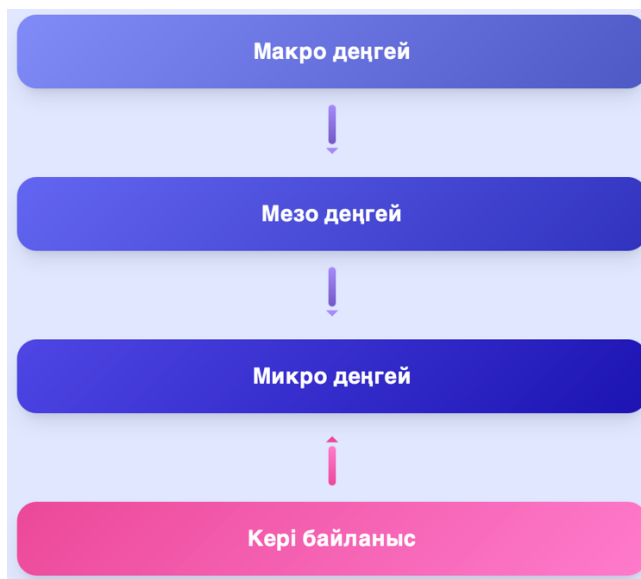 Макро деңгей
Мезо деңгей
Микро деңгей
Кері байланыс